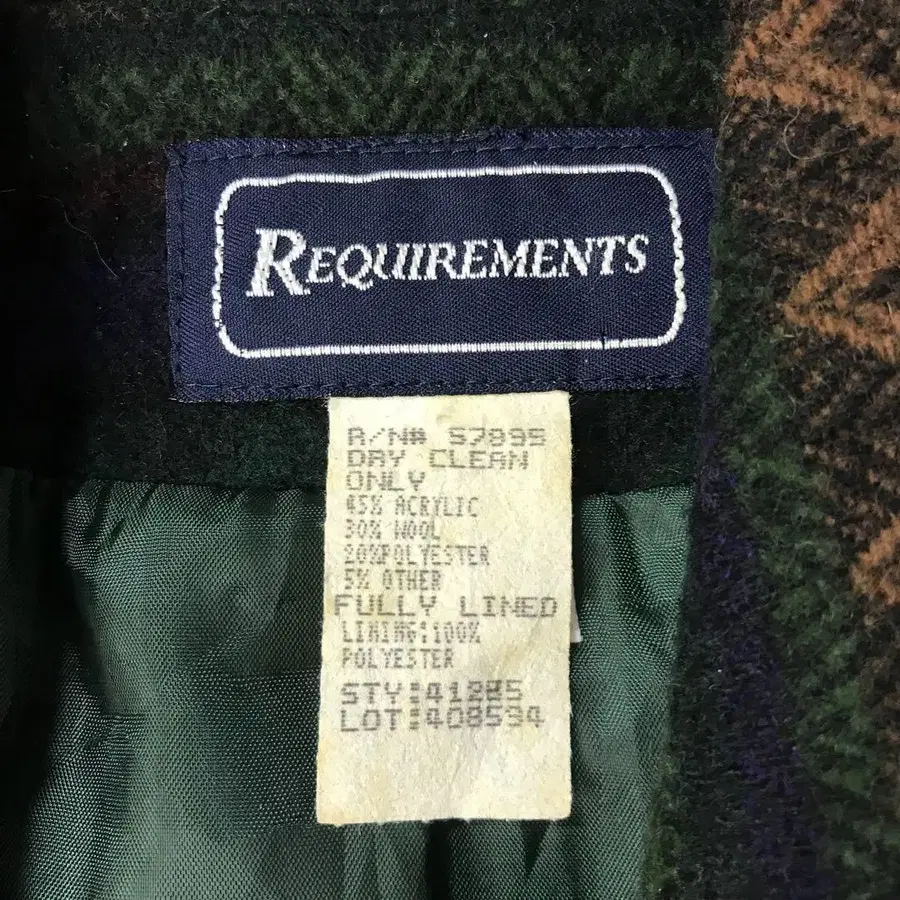 REQUIREMENTS
R/N# 57895
DRY CLEAN
ONLY
45% ACRYLIC
30% WOOL
20%POLYESTER
5% OTHER
FULLY LINED
LINING:100%
POLYESTER
STY:41285
LOT:408594